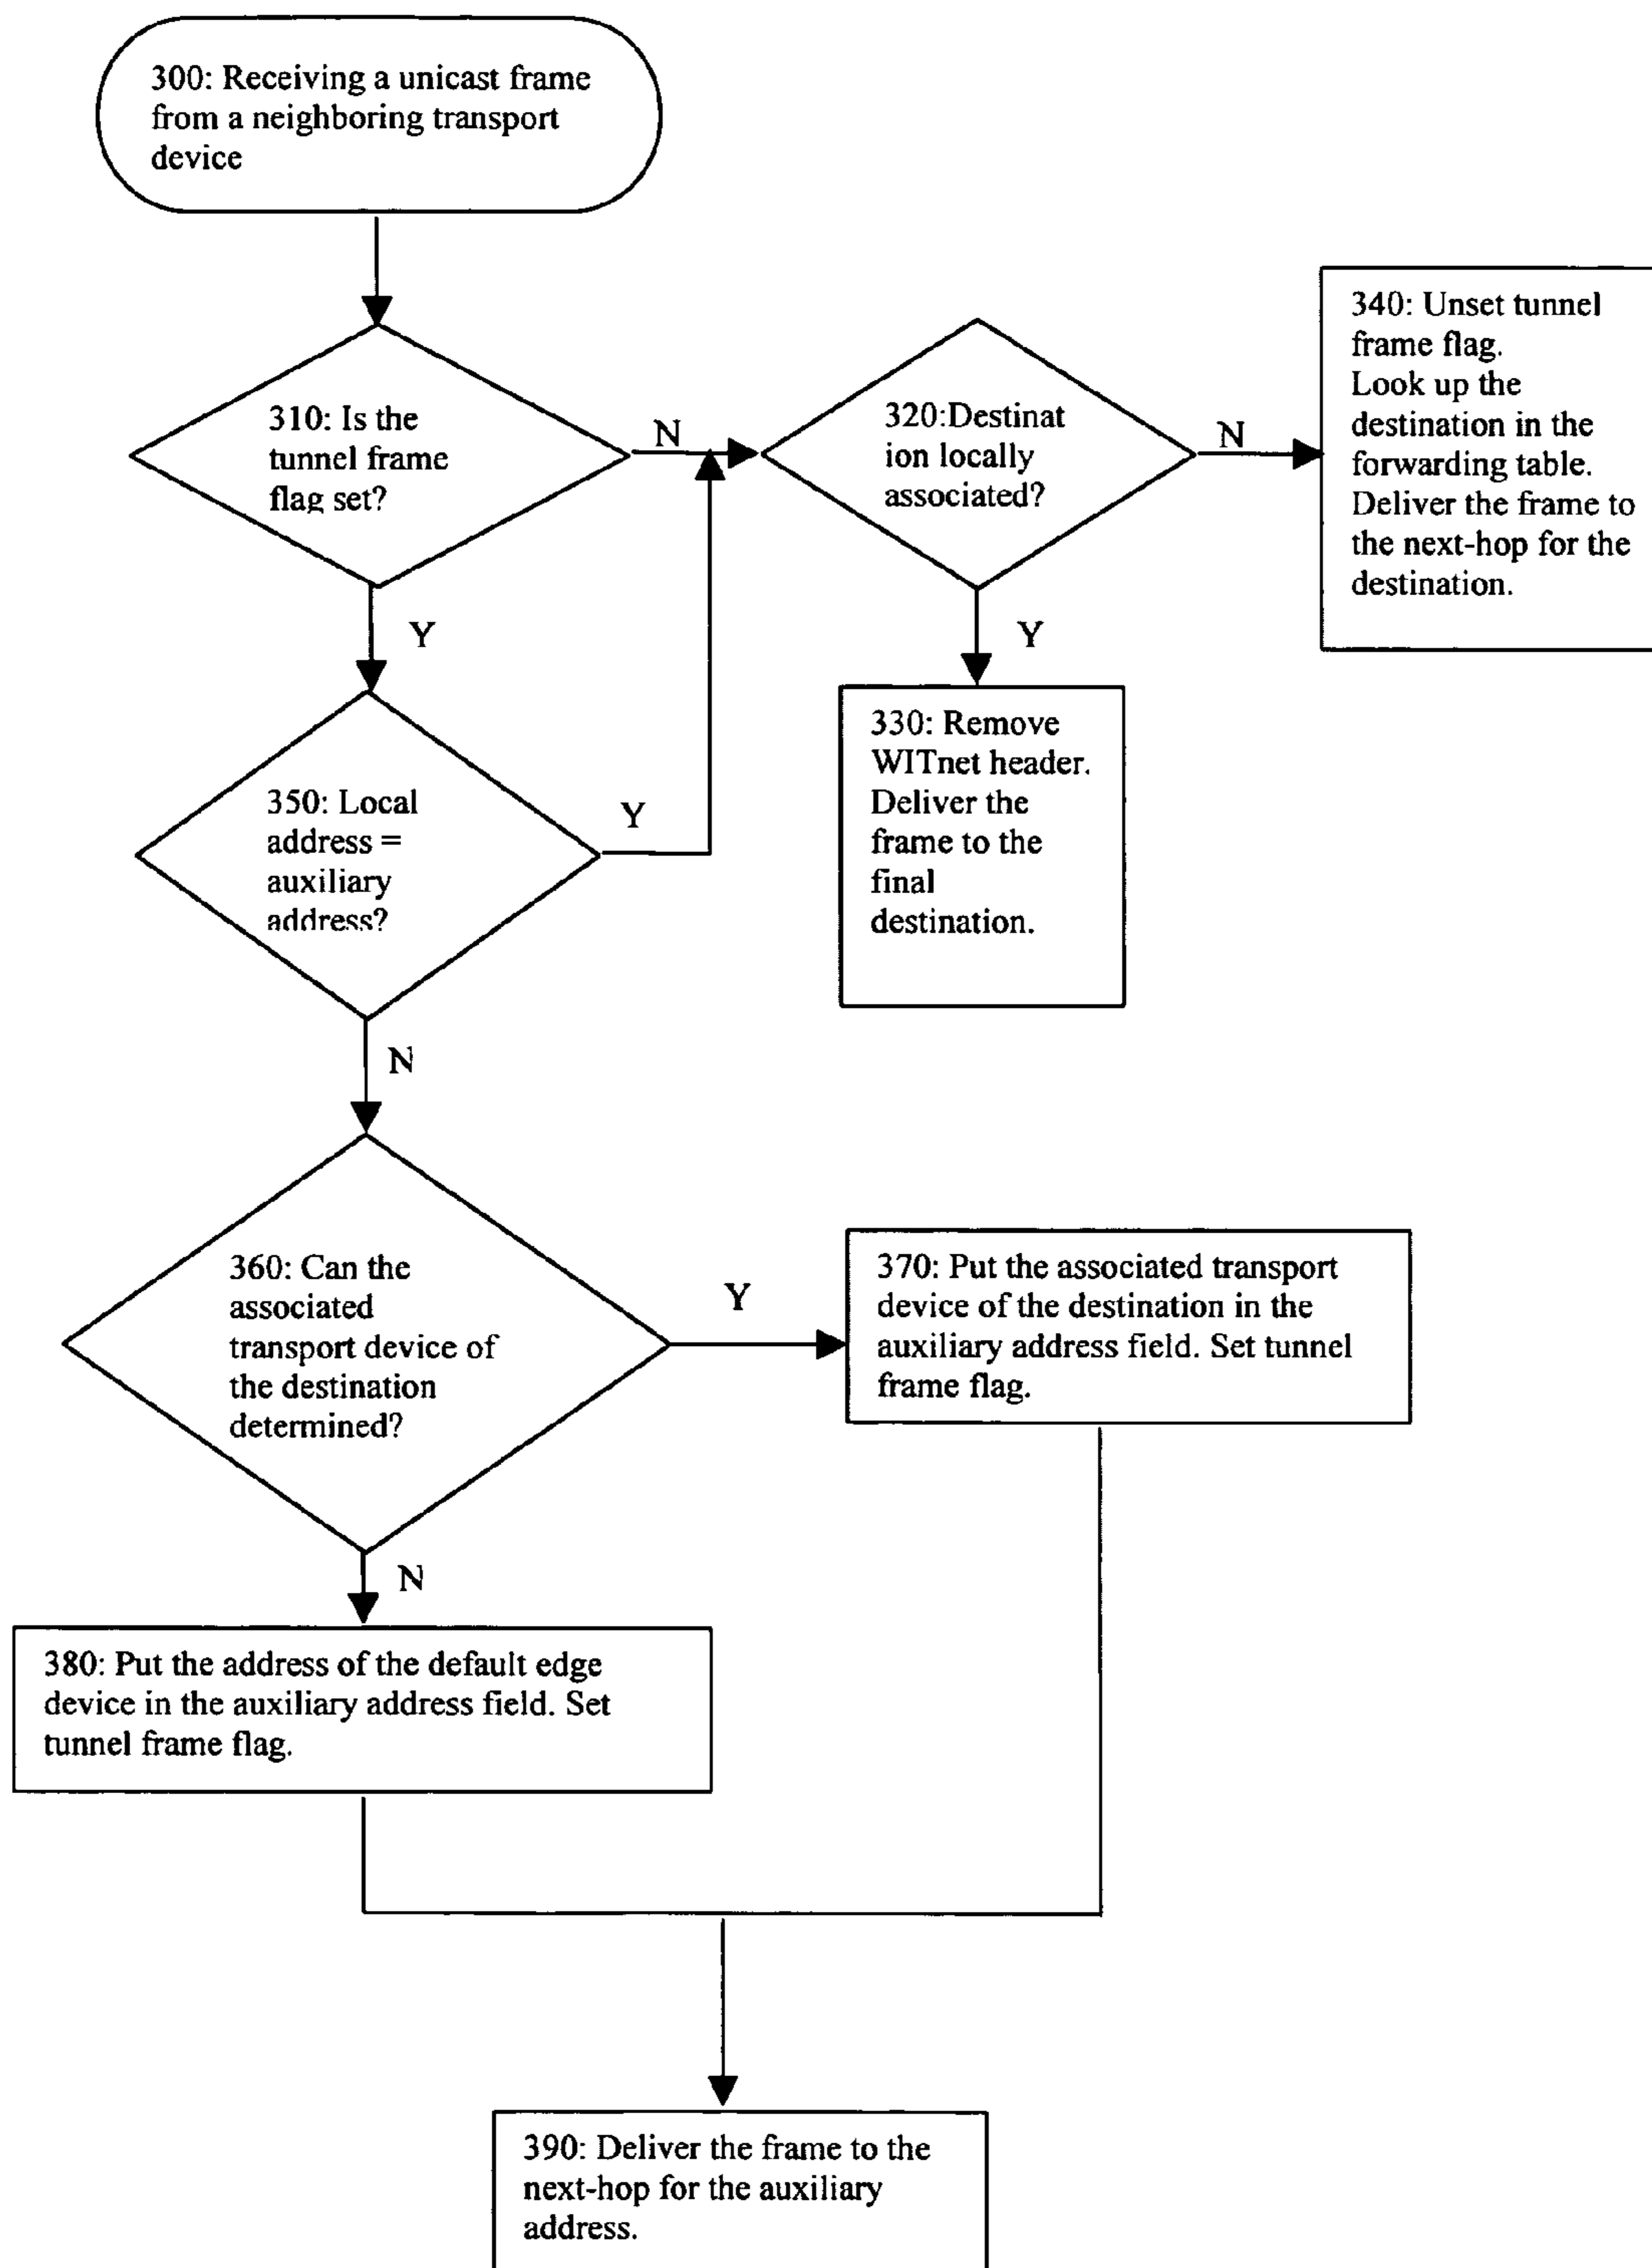 300: Receiving a unicast frame
from a neighboring transport
device
310: Is the
tunnel frame
flag set?
N
320:Destinat
ion locally
associated?
N
340: Unset tunnel
frame flag.
Look up the
destination in the
forwarding table.
Deliver the frame to
the next-hop for the
destination.
Y
Y
330: Remove
WITnet header.
Deliver the
frame to the
final
destination.
350: Local
address =
auxiliary
address?
Y
N
360: Can the
associated
transport device of
the destination
determined?
Y
370: Put the associated transport
device of the destination in the
auxiliary address field. Set tunnel
frame flag.
N
380: Put the address of the default edge
device in the auxiliary address field. Set
tunnel frame flag.
390: Deliver the frame to the
next-hop for the auxiliary
address.